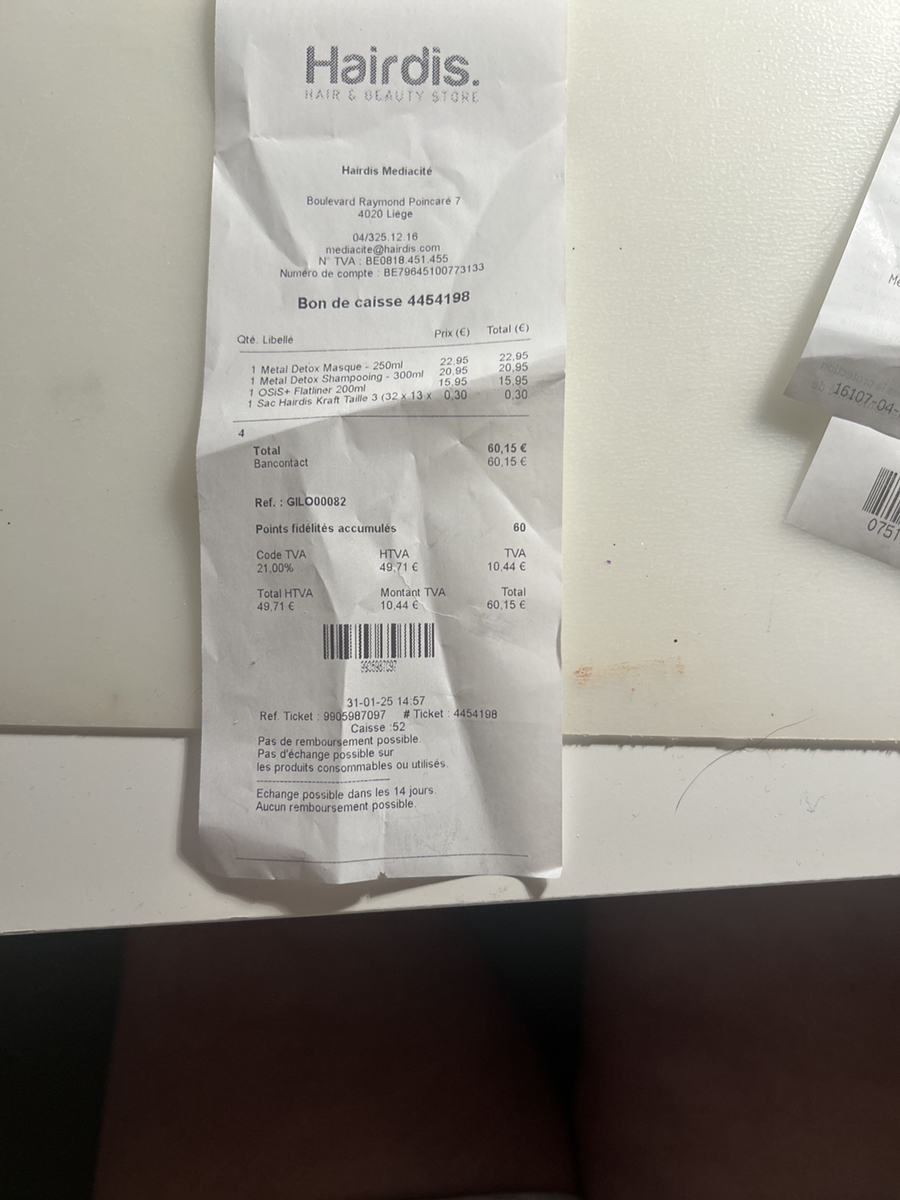 Hairdis.
HAIR & BEAUTY STORE
Hairdis Mediacité
Boulevard Raymond Poincaré 7
4020 Liège
04/325.12.16
mediacite@hairdis.com
N° TVA : BE0818.451.455
Numéro de compte : BE79645100773133
Bon de caisse 4454198
Qté. Libellé Prix (€) Total (€)
1 Metal Detox Masque - 250ml 22,95 22,95
1 Metal Detox Shampooing - 300ml 20,95 20,95
1 OSiS+ Flatliner 200ml 15,95 15,95
1 Sac Hairdis Kraft Taille 3 (32 x 13 x 0,30 0,30
4
Total 60,15 €
Bancontact 60,15 €
Ref. : GILO00082
Points fidélités accumulés 60
Code TVA HTVA TVA
21.00% 49,71 € 10,44 €
Total HTVA Montant TVA Total
49,71 € 10,44 € 60,15 €
9905987097
31-01-25 14:57
Ref. Ticket : 9905987097 # Ticket : 4454198
Caisse :52
Pas de remboursement possible.
Pas d'échange possible sur
les produits consommables ou utilisés.
Echange possible dans les 14 jours.
Aucun remboursement possible.
16107-04-
0751